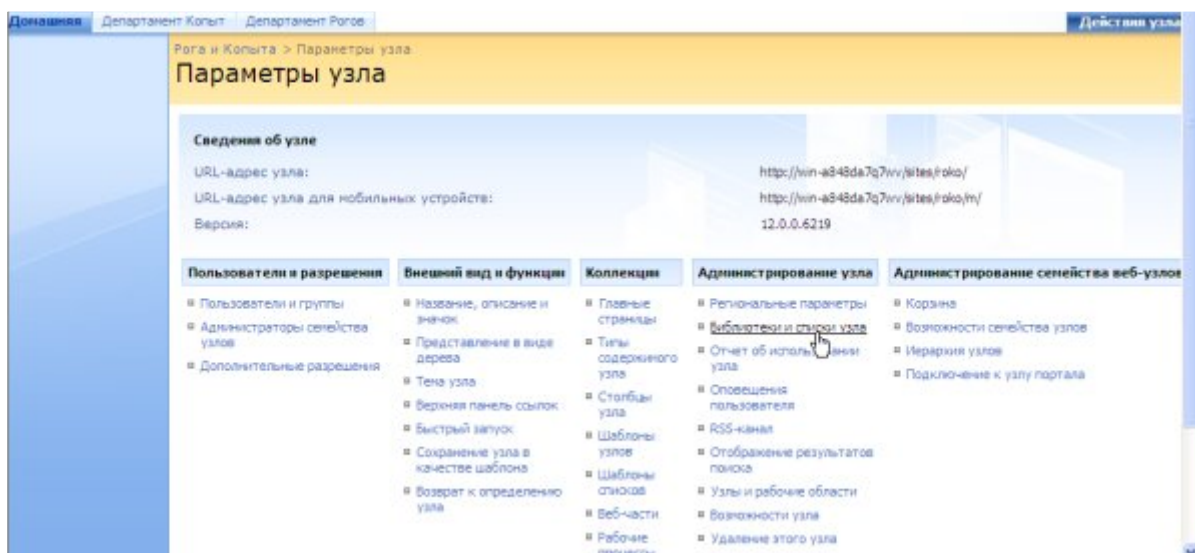 Домашняя Департамент Копыт Департамент Рогов Действия узла
Рога и Копыта > Параметры узла
Параметры узла
Сведения об узле
URL-адрес узла: http://win-a848da7q7wv/sites/roko/
URL-адрес узла для мобильных устройств: http://win-a848da7q7wv/sites/roko/m/
Версия: 12.0.0.6219
Пользователи и разрешения
Пользователи и группы
Администраторы семейства
узлов
Дополнительные разрешения
Внешний вид и функции
Название, описание и
значок
Представление в виде
дерева
Тема узла
Верхняя панель ссылок
Быстрый запуск
Сохранение узла в
качестве шаблона
Возврат к определению
узла
Коллекции
Главные
страницы
Типы
содержимого
узла
Столбцы
узла
Шаблоны
узлов
Шаблоны
списков
Веб-части
Рабочие
процессы
Администрирование узла
Региональные параметры
Библиотеки и списки узла
Отчет об использовании
узла
Оповещения
пользователя
RSS-канал
Отображение результатов
поиска
Узлы и рабочие области
Возможности узла
Удаление этого узла
Администрирование семейства веб-узлов
Корзина
Возможности семейства узлов
Иерархия узлов
Подключение к узлу портала